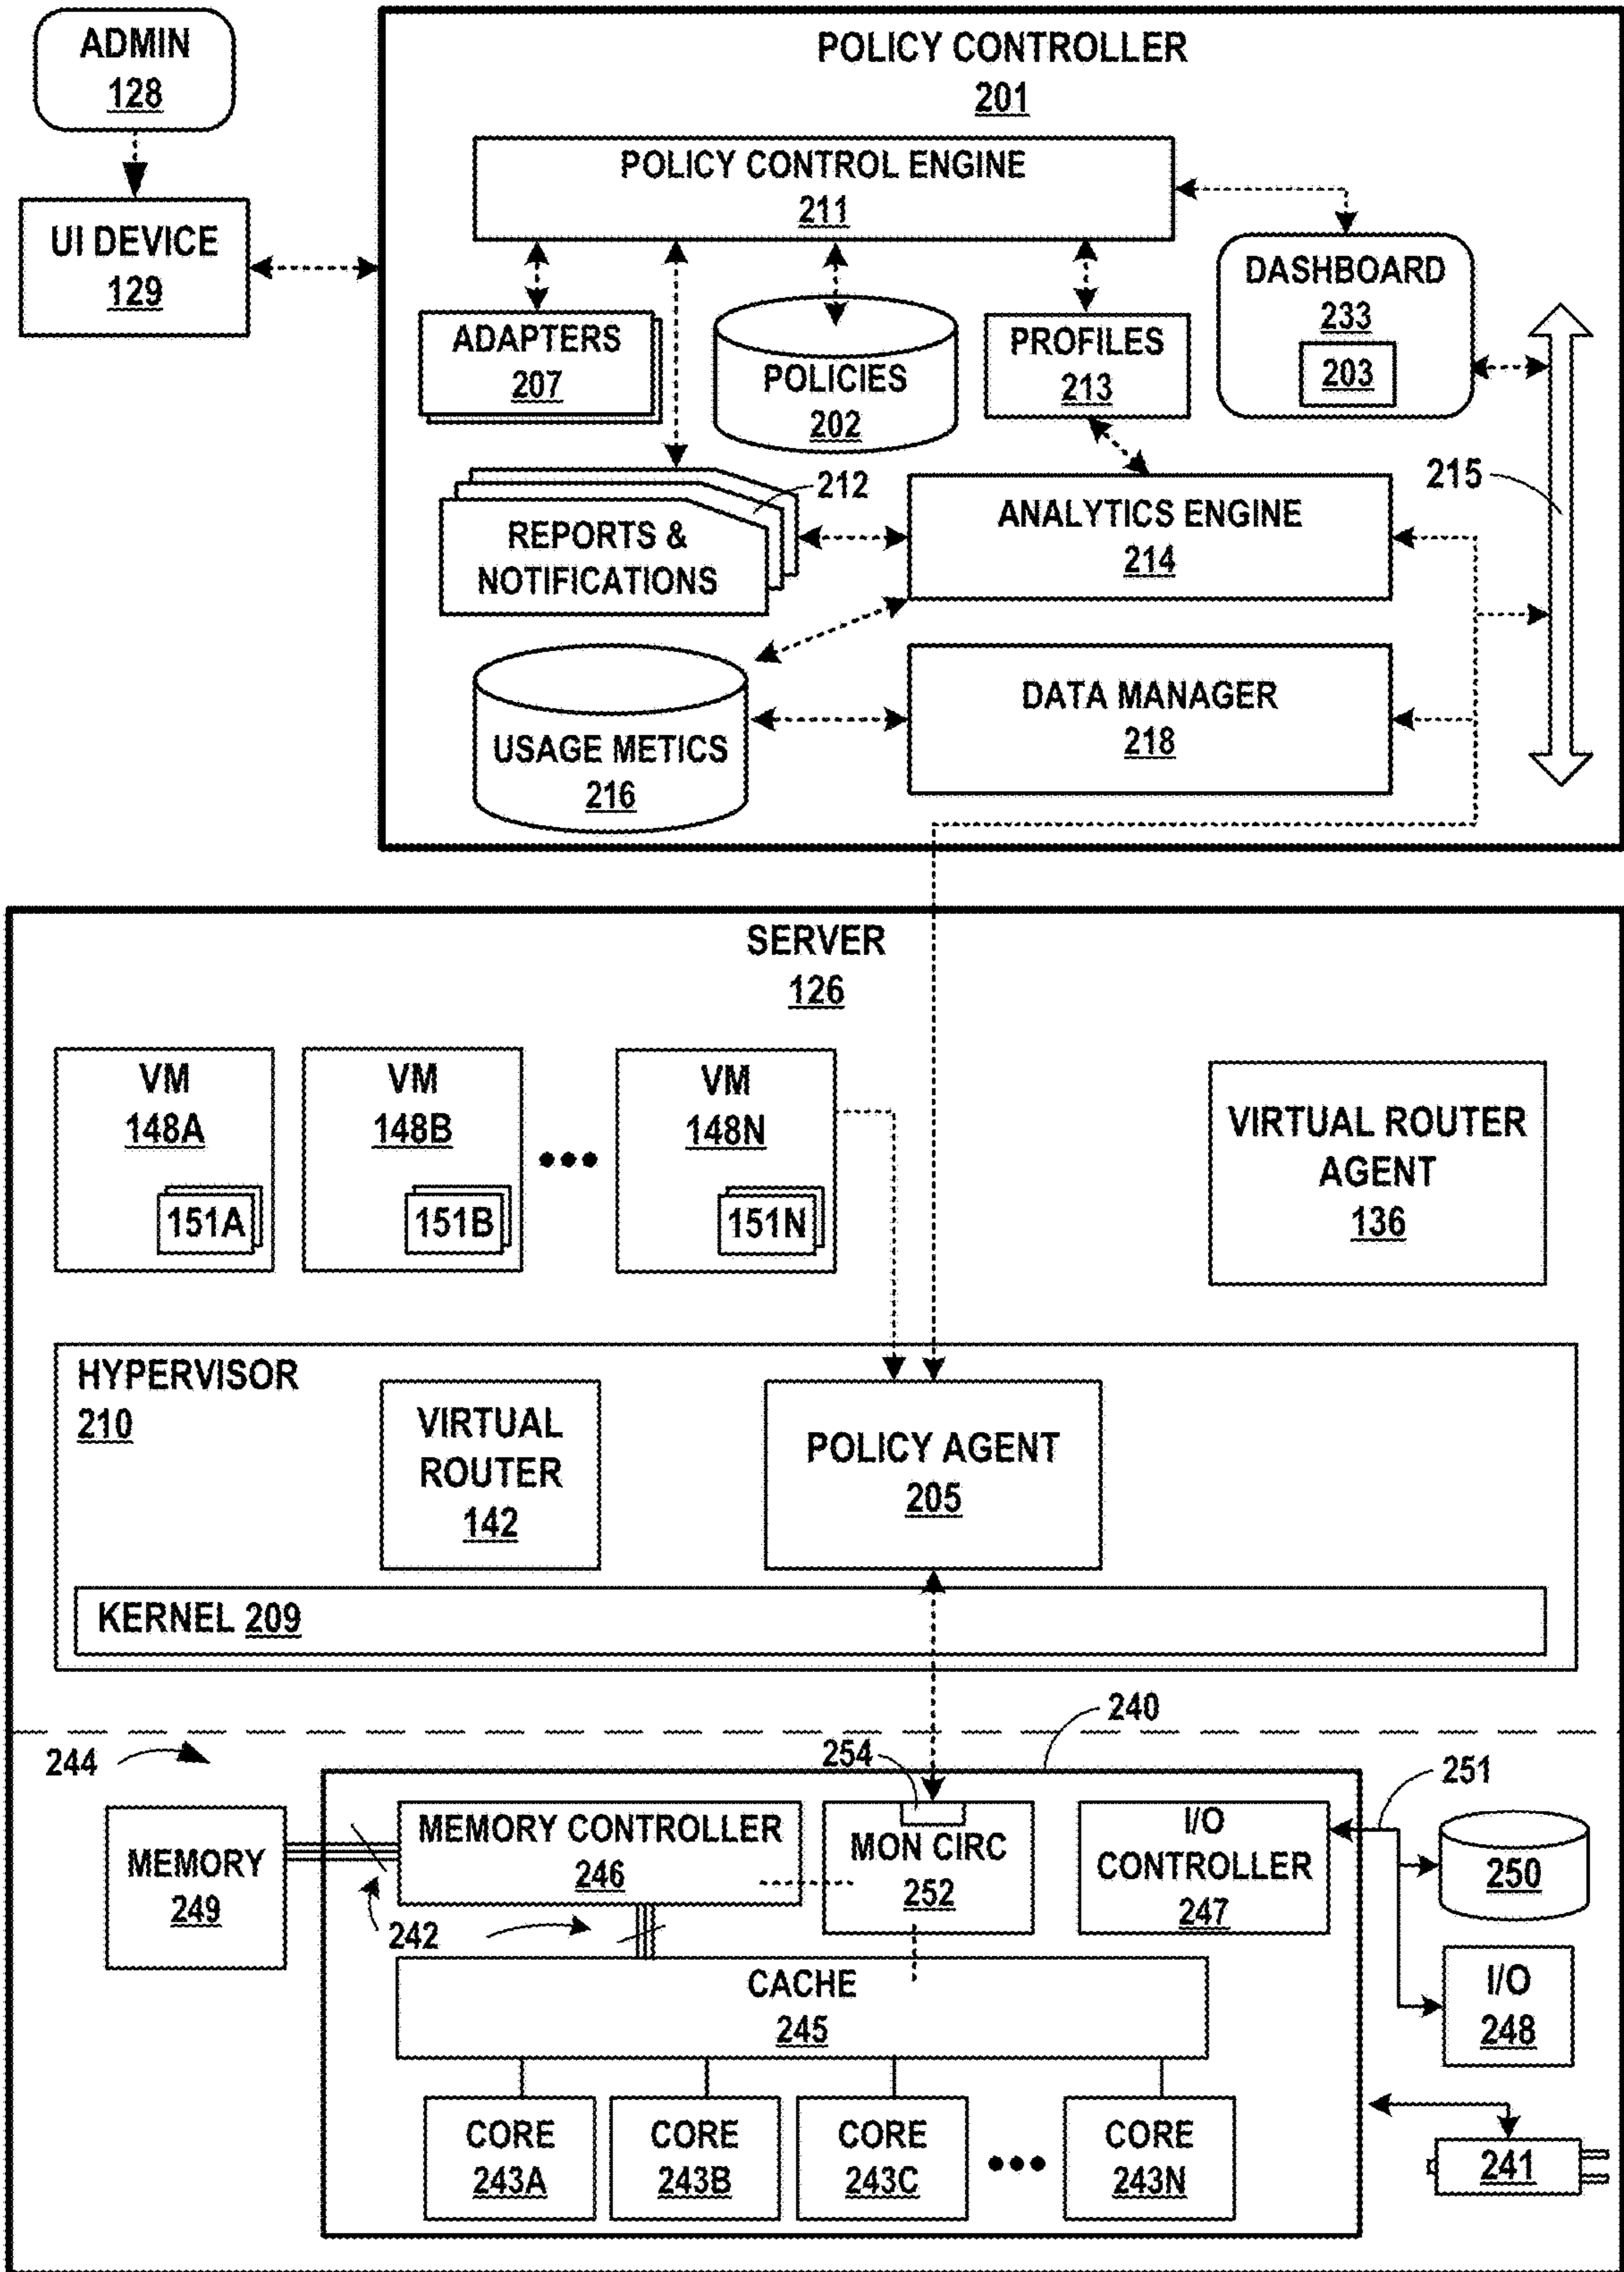 ADMIN
128
UI DEVICE
129
POLICY CONTROLLER
201
POLICY CONTROL ENGINE
211
ADAPTERS
207
POLICIES
202
PROFILES
213
DASHBOARD
233
203
215
212
REPORTS &
NOTIFICATIONS
ANALYTICS ENGINE
214
USAGE METICS
216
DATA MANAGER
218
SERVER
126
VM
148A
151A
VM
148B
151B
VM
148N
151N
VIRTUAL ROUTER
AGENT
136
HYPERVISOR
210
VIRTUAL
ROUTER
142
POLICY AGENT
205
KERNEL 209
240
244
254
251
MEMORY
249
MEMORY CONTROLLER
246
MON CIRC
252
I/O
CONTROLLER
247
250
242
CACHE
245
I/O
248
CORE
243A
CORE
243B
CORE
243C
CORE
243N
241